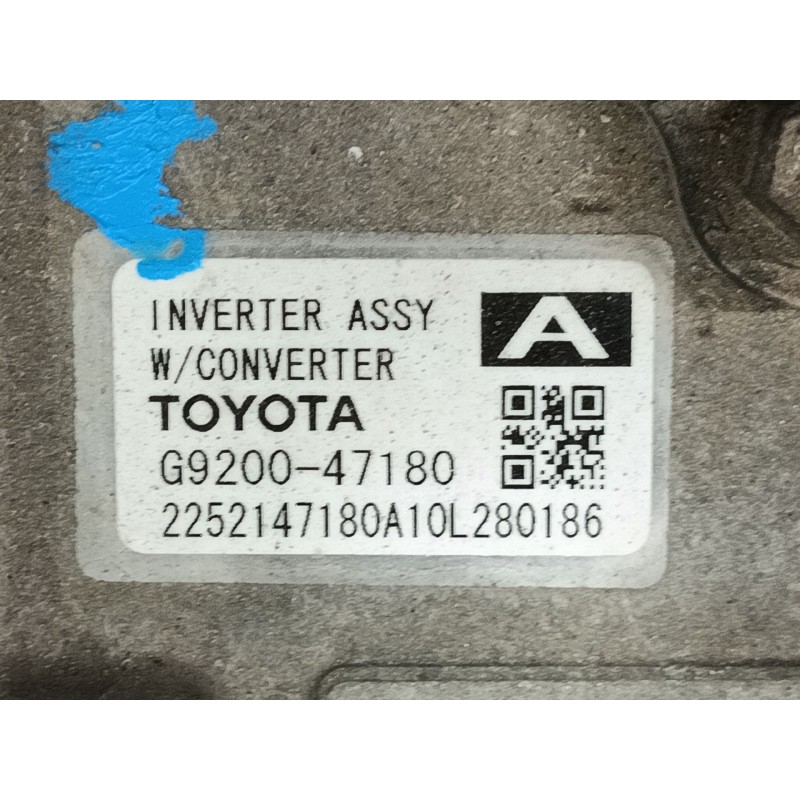 INVERTER ASSY
A
W/CONVERTER
TOYOTA
G9200-47180
2252147180A10L280186